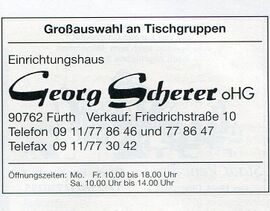 Großauswahl an Tischgruppen
Einrichtungshaus
Georg Scherer oHG
90762 Fürth Verkauf: Friedrichstraße 10
Telefon 09 11/77 86 46 und 77 86 47
Telefax 09 11/77 30 42
Öffnungszeiten: Mo. Fr. 10.00 bis 18.00 Uhr
Sa. 10.00 bis 14.00 Uhr